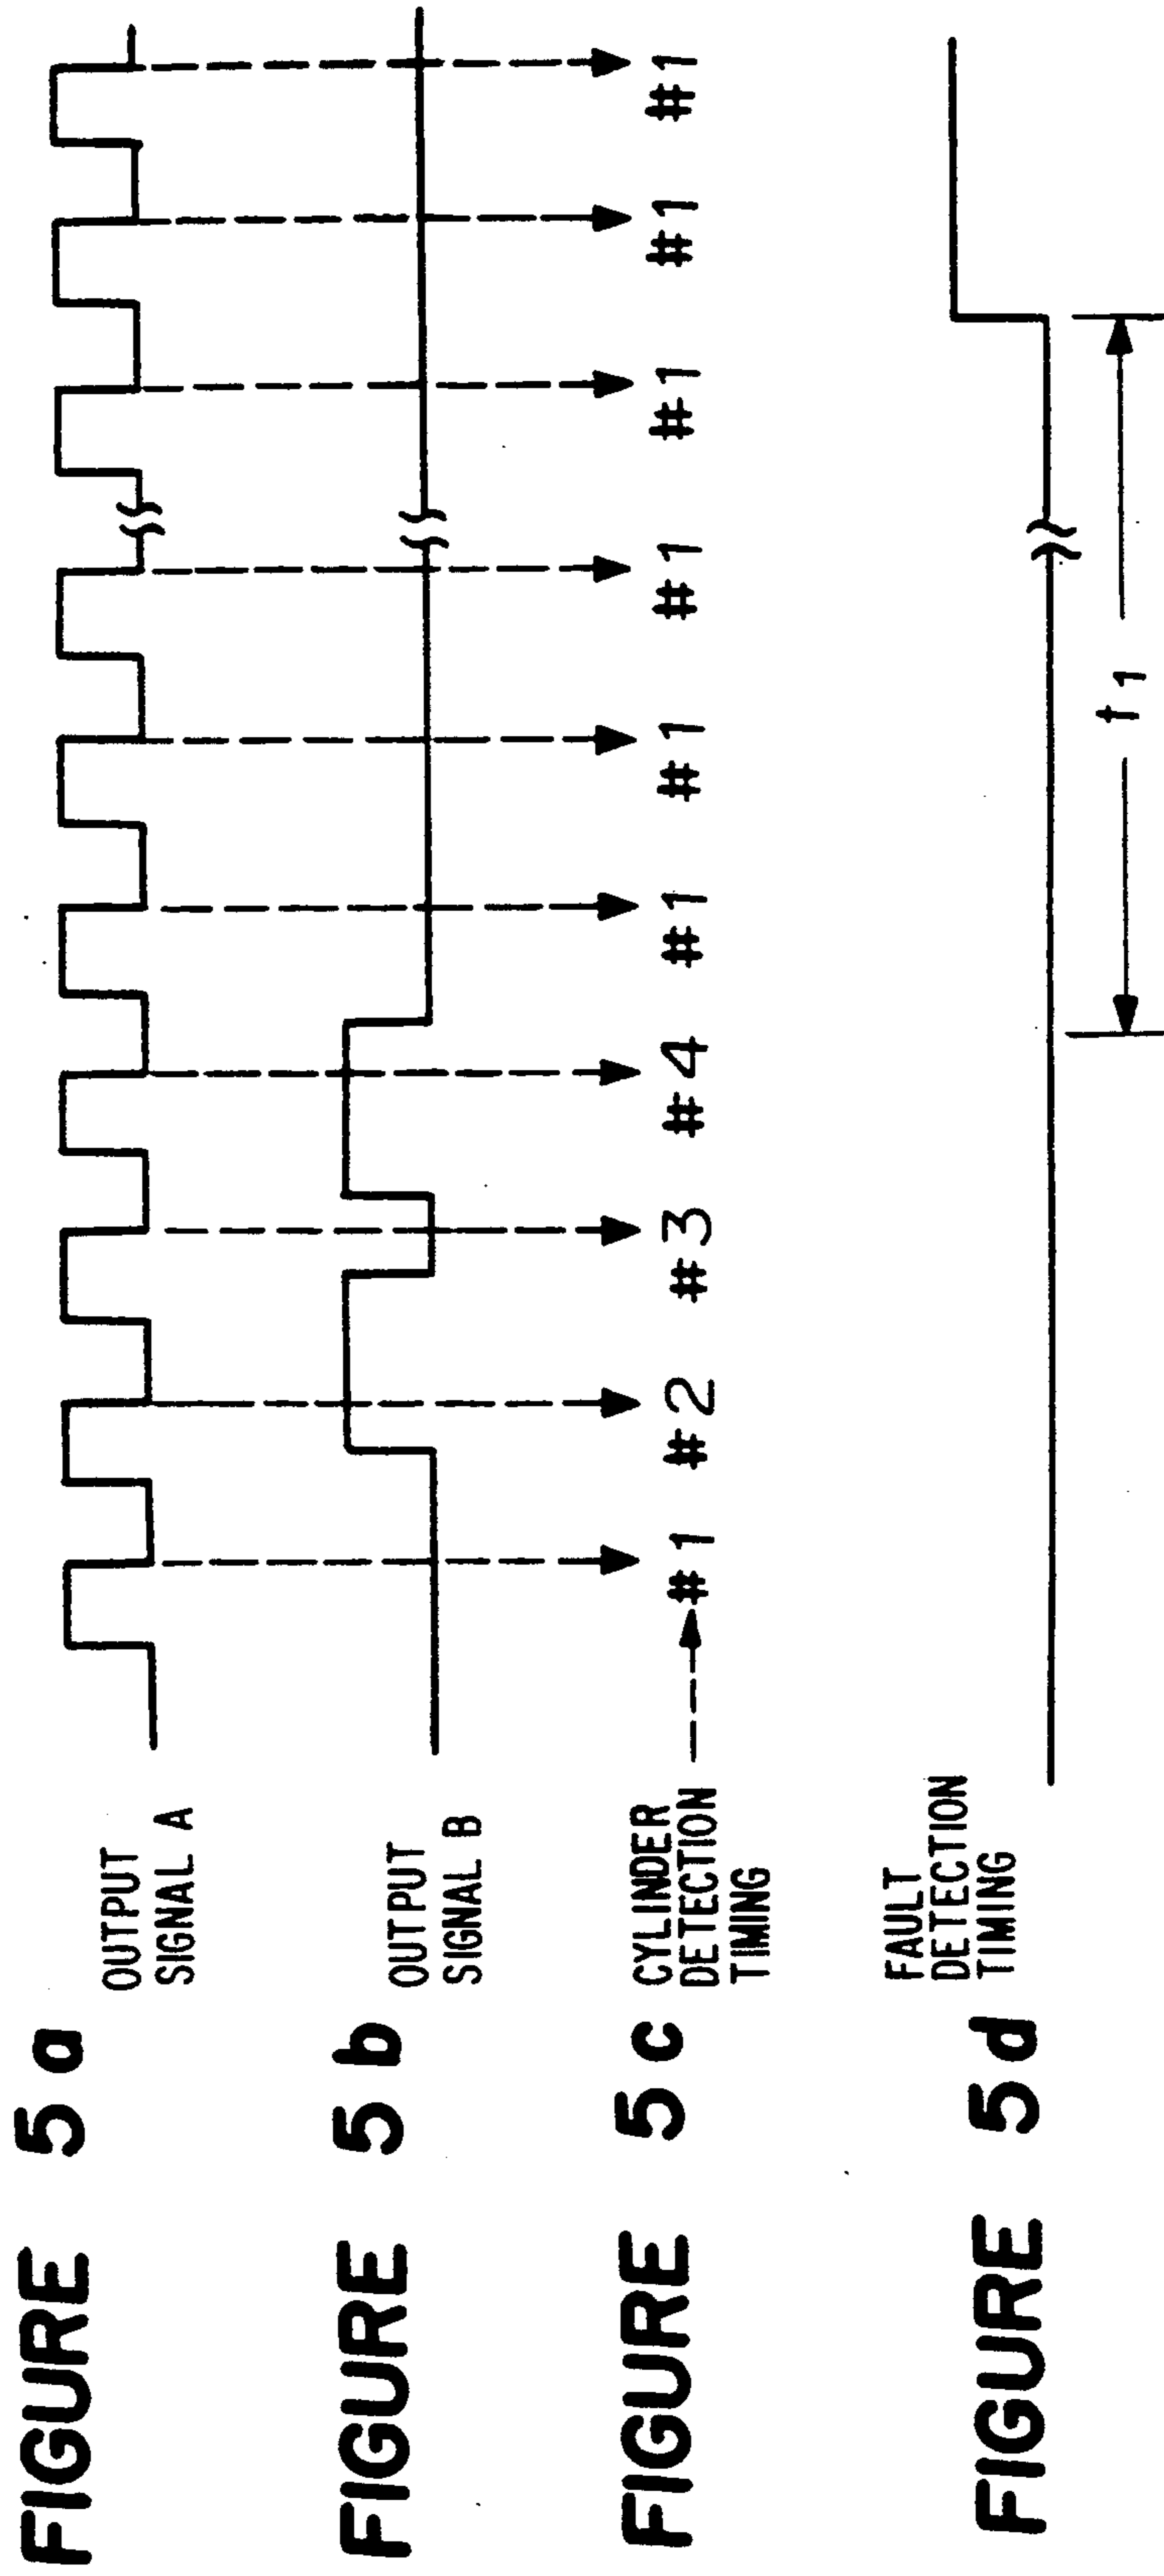 FIGURE 5a
OUTPUT
SIGNAL A
FIGURE 5b
OUTPUT
SIGNAL B
FIGURE 5c
CYLINDER
DETECTION
TIMING
#1 #2 #3 #4 #1 #1 #1 #1 #1 #1
FIGURE 5d
FAULT
DETECTION
TIMING
t1